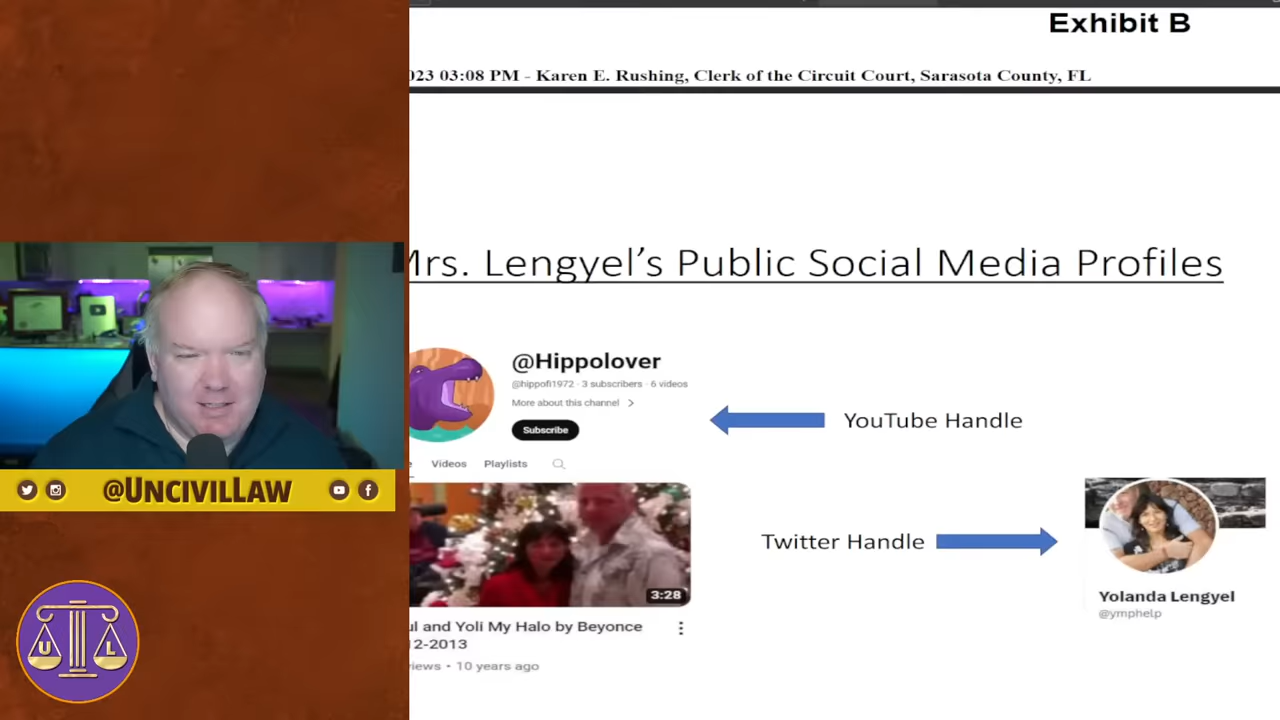 Exhibit B
023 03:08 PM - Karen E. Rushing, Clerk of the Circuit Court, Sarasota County, FL
Mrs. Lengyel's Public Social Media Profiles
@Hippolover
@hippofi1972 · 3 subscribers · 6 videos
More about this channel >
Subscribe
YouTube Handle
Videos Playlists
Twitter Handle
3:28
Yolanda Lengyel
@ymphelp
ul and Yoli My Halo by Beyonce
12-2013
iews • 10 years ago
@UNCIVILLAW
U L